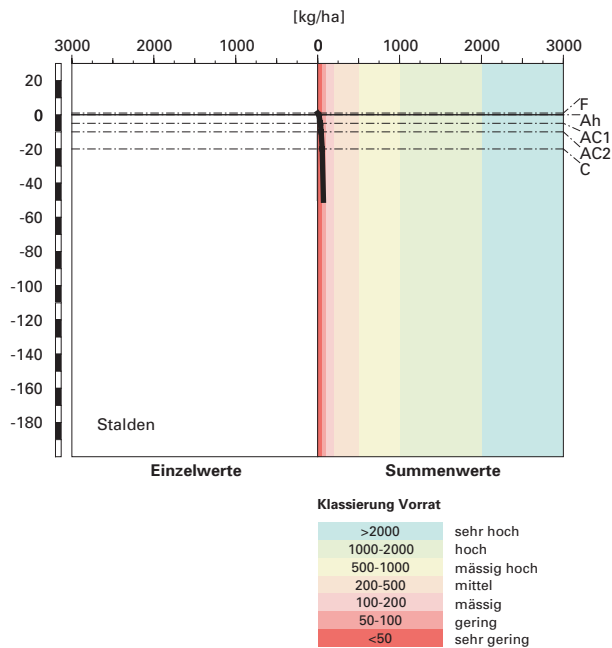 [kg/ha]
3000 2000 1000 0 1000 2000 3000
20
0
-20
-40
-60
-80
-100
-120
-140
-160
-180
F
Ah
AC1
AC2
C
Stalden
Einzelwerte Summenwerte
Klassierung Vorrat
>2000 sehr hoch
1000-2000 hoch
500-1000 mässig hoch
200-500 mittel
100-200 mässig
50-100 gering
<50 sehr gering